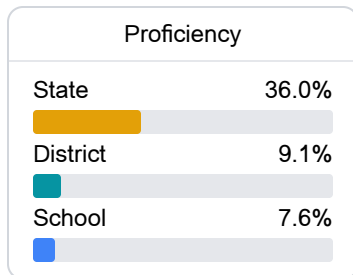 Proficiency
State 36.0%
District 9.1%
School 7.6%